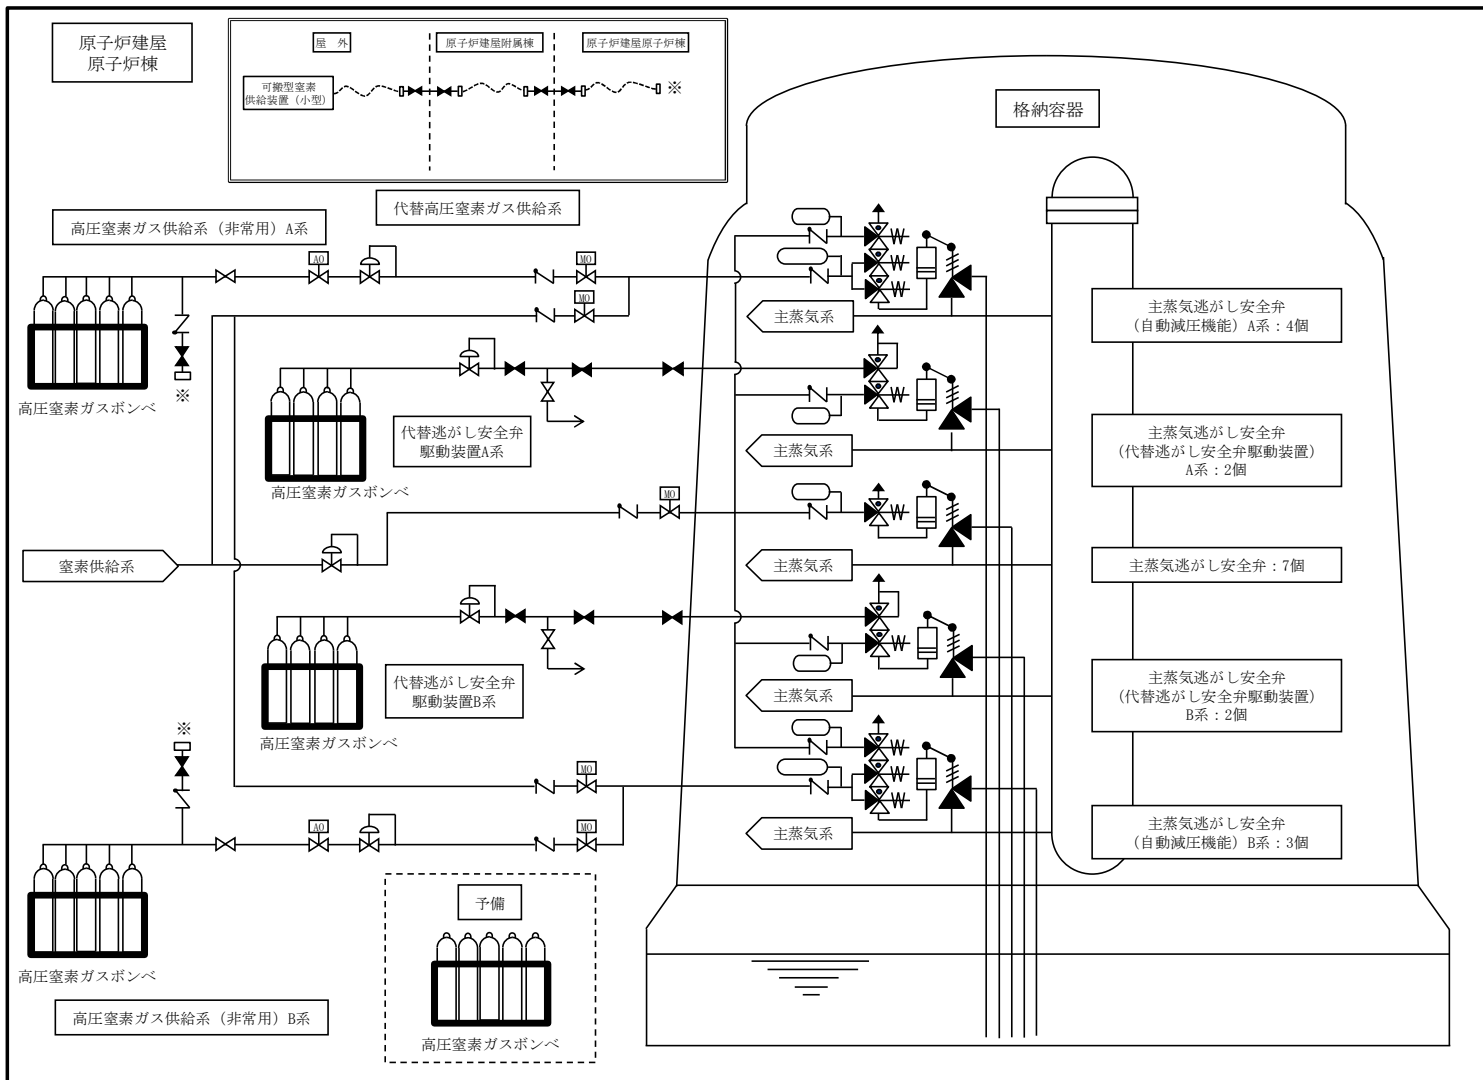 原子炉建屋
原子炉棟
屋　外
原子炉建屋附属棟
原子炉建屋原子炉棟
可搬型窒素
供給装置（小型）
※
格納容器
代替高圧窒素ガス供給系
高圧窒素ガス供給系（非常用）A系
AO
MO
MO
※
高圧窒素ガスボンベ
主蒸気系
主蒸気逃がし安全弁
（自動減圧機能）A系：4個
代替逃がし安全弁
駆動装置A系
高圧窒素ガスボンベ
主蒸気系
主蒸気逃がし安全弁
（代替逃がし安全弁駆動装置）
A系：2個
MO
窒素供給系
主蒸気系
主蒸気逃がし安全弁：7個
代替逃がし安全弁
駆動装置B系
高圧窒素ガスボンベ
主蒸気系
主蒸気逃がし安全弁
（代替逃がし安全弁駆動装置）
B系：2個
※
MO
AO
MO
主蒸気系
主蒸気逃がし安全弁
（自動減圧機能）B系：3個
高圧窒素ガスボンベ
高圧窒素ガス供給系（非常用）B系
予備
高圧窒素ガスボンベ